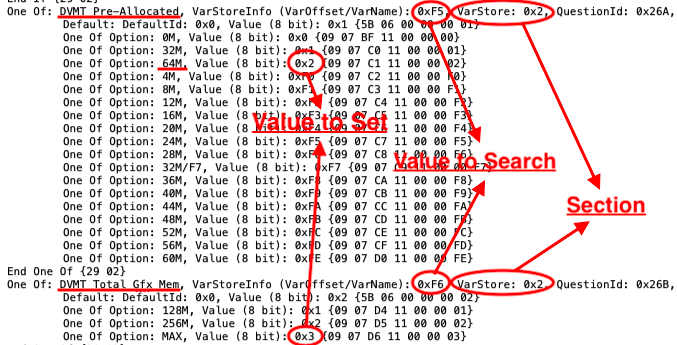 End If {29 02}
One Of: DVMT Pre-Allocated, VarStoreInfo (VarOffset/VarName): 0xF5, VarStore: 0x2, QuestionId: 0x26A,
Default: DefaultId: 0x0, Value (8 bit): 0x1 {5B 06 00 00 00 01}
One Of Option: 0M, Value (8 bit): 0x0 {09 07 BF 11 00 00 00}
One Of Option: 32M, Value (8 bit): 0x1 {09 07 C0 11 00 00 01}
One Of Option: 64M, Value (8 bit): 0x2 {09 07 C1 11 00 00 02}
One Of Option: 4M, Value (8 bit): 0xF0 {09 07 C2 11 00 00 F0}
One Of Option: 8M, Value (8 bit): 0xF1 {09 07 C3 11 00 00 F1}
One Of Option: 12M, Value (8 bit): 0xF2 {09 07 C4 11 00 00 F2}
One Of Option: 16M, Value (8 bit): 0xF3 {09 07 C5 11 00 00 F3}
Value to Set
One Of Option: 20M, Value (8 bit): 0xF4 {09 07 C6 11 00 00 F4}
One Of Option: 24M, Value (8 bit): 0xF5 {09 07 C7 11 00 00 F5}
One Of Option: 28M, Value (8 bit): 0xF6 {09 07 C8 11 00 00 F6}
Value to Search
One Of Option: 32M/F7, Value (8 bit): 0xF7 {09 07 11 00 00 F7}
One Of Option: 36M, Value (8 bit): 0xF8 {09 07 CA 11 00 00 F8}
One Of Option: 40M, Value (8 bit): 0xF9 {09 07 CB 11 00 00 F9}
One Of Option: 44M, Value (8 bit): 0xFA {09 07 CC 11 00 00 FA}
Section
One Of Option: 48M, Value (8 bit): 0xFB {09 07 CD 11 00 00 FB}
One Of Option: 52M, Value (8 bit): 0xFC {09 07 CE 11 00 00 FC}
One Of Option: 56M, Value (8 bit): 0xFD {09 07 CF 11 00 00 FD}
One Of Option: 60M, Value (8 bit): 0xFE {09 07 D0 11 00 00 FE}
End One Of {29 02}
One Of: DVMT Total Gfx Mem, VarStoreInfo (VarOffset/VarName): 0xF6, VarStore: 0x2, QuestionId: 0x26B,
Default: DefaultId: 0x0, Value (8 bit): 0x2 {5B 06 00 00 00 02}
One Of Option: 128M, Value (8 bit): 0x1 {09 07 D4 11 00 00 01}
One Of Option: 256M, Value (8 bit): 0x2 {09 07 D5 11 00 00 02}
One Of Option: MAX, Value (8 bit): 0x3 {09 07 D6 11 00 00 03}